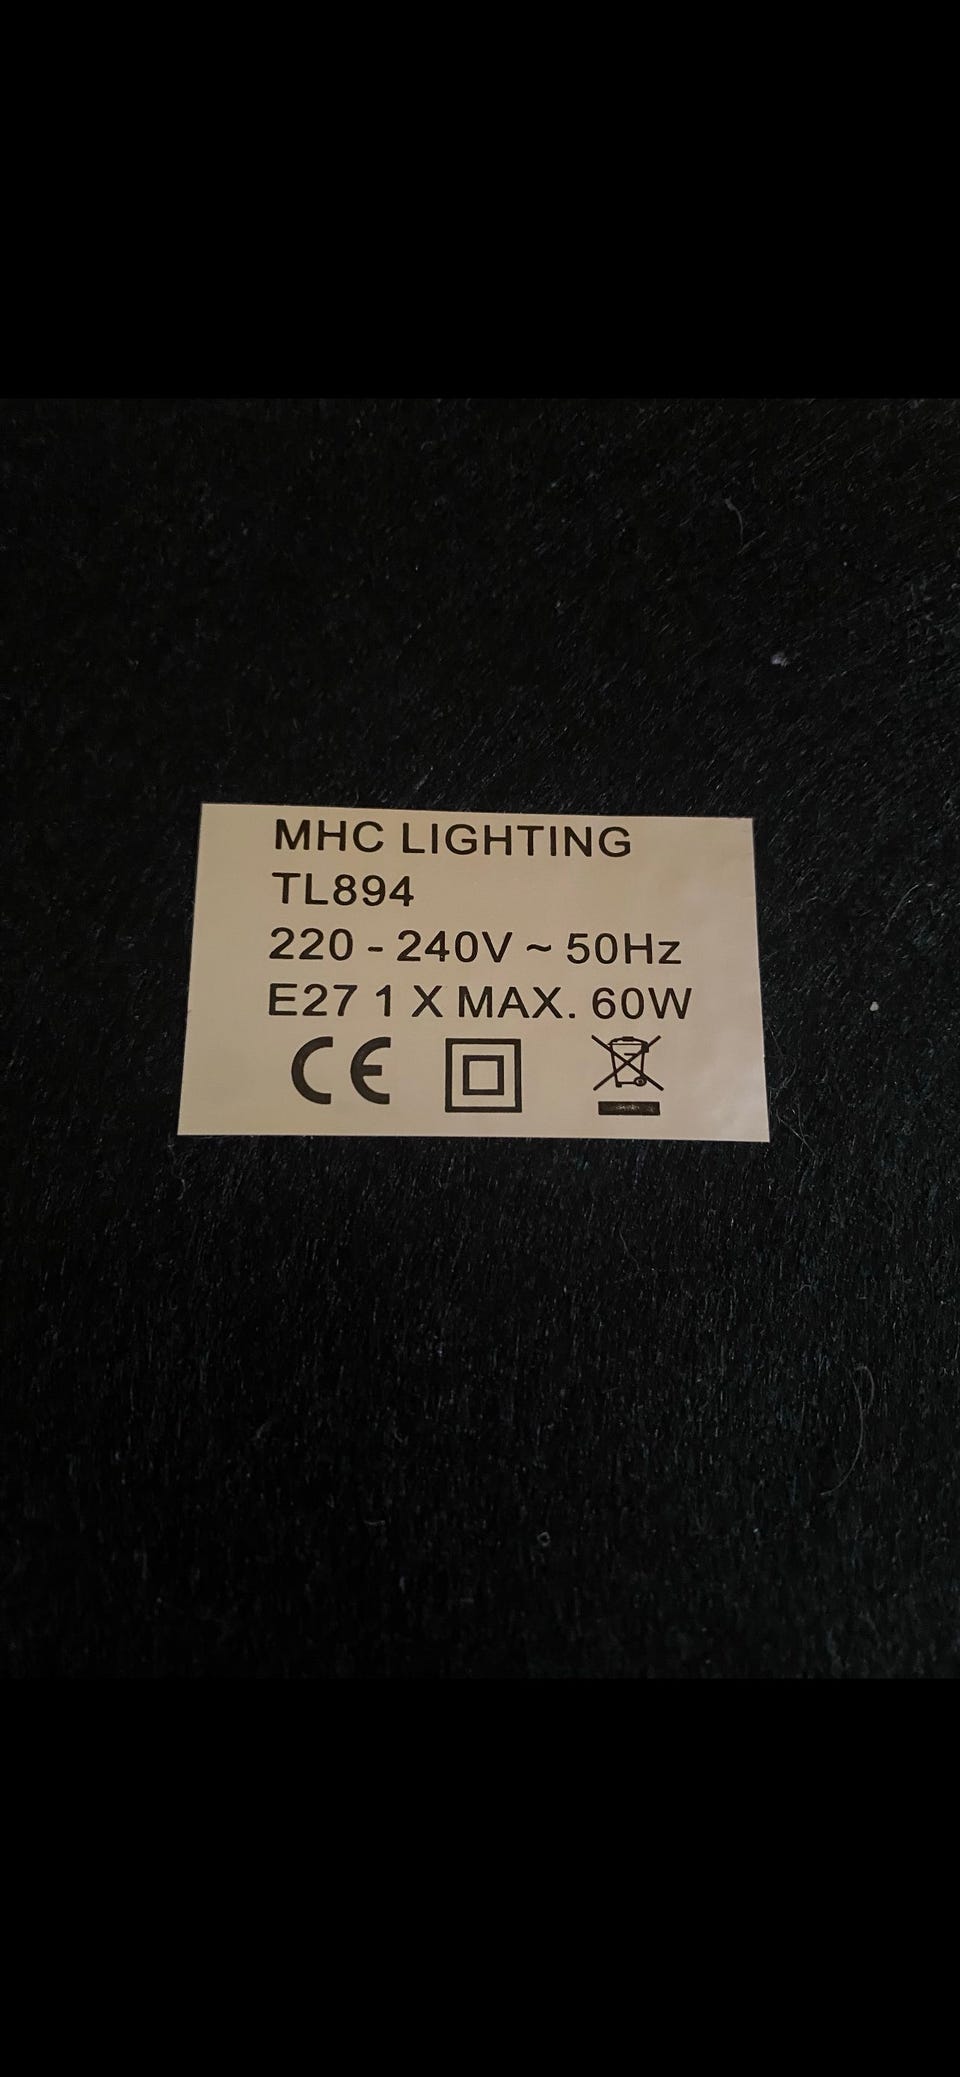 MHC LIGHTING
TL894
220 - 240V ~ 50Hz
E27 1 X MAX. 60W
CE